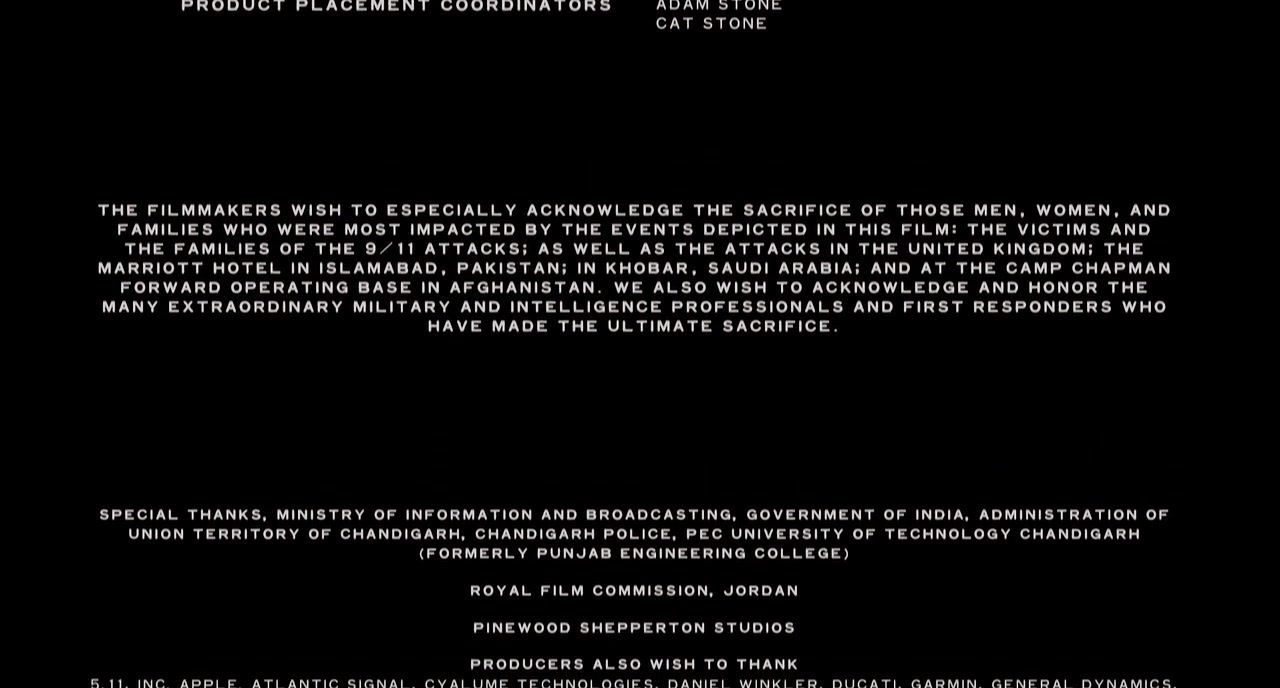 PRODUCT PLACEMENT COORDINATORS ADAM STONE
CAT STONE
THE FILMMAKERS WISH TO ESPECIALLY ACKNOWLEDGE THE SACRIFICE OF THOSE MEN, WOMEN, AND
FAMILIES WHO WERE MOST IMPACTED BY THE EVENTS DEPICTED IN THIS FILM: THE VICTIMS AND
THE FAMILIES OF THE 9/11 ATTACKS; AS WELL AS THE ATTACKS IN THE UNITED KINGDOM; THE
MARRIOTT HOTEL IN ISLAMABAD, PAKISTAN; IN KHOBAR, SAUDI ARABIA; AND AT THE CAMP CHAPMAN
FORWARD OPERATING BASE IN AFGHANISTAN. WE ALSO WISH TO ACKNOWLEDGE AND HONOR THE
MANY EXTRAORDINARY MILITARY AND INTELLIGENCE PROFESSIONALS AND FIRST RESPONDERS WHO
HAVE MADE THE ULTIMATE SACRIFICE.
SPECIAL THANKS, MINISTRY OF INFORMATION AND BROADCASTING, GOVERNMENT OF INDIA, ADMINISTRATION OF
UNION TERRITORY OF CHANDIGARH, CHANDIGARH POLICE, PEC UNIVERSITY OF TECHNOLOGY CHANDIGARH
(FORMERLY PUNJAB ENGINEERING COLLEGE)
ROYAL FILM COMMISSION, JORDAN
PINEWOOD SHEPPERTON STUDIOS
PRODUCERS ALSO WISH TO THANK
5.11, INC, APPLE, ATLANTIC SIGNAL, CYALUME TECHNOLOGIES, DANIEL WINKLER, DUCATI, GARMIN, GENERAL DYNAMICS,